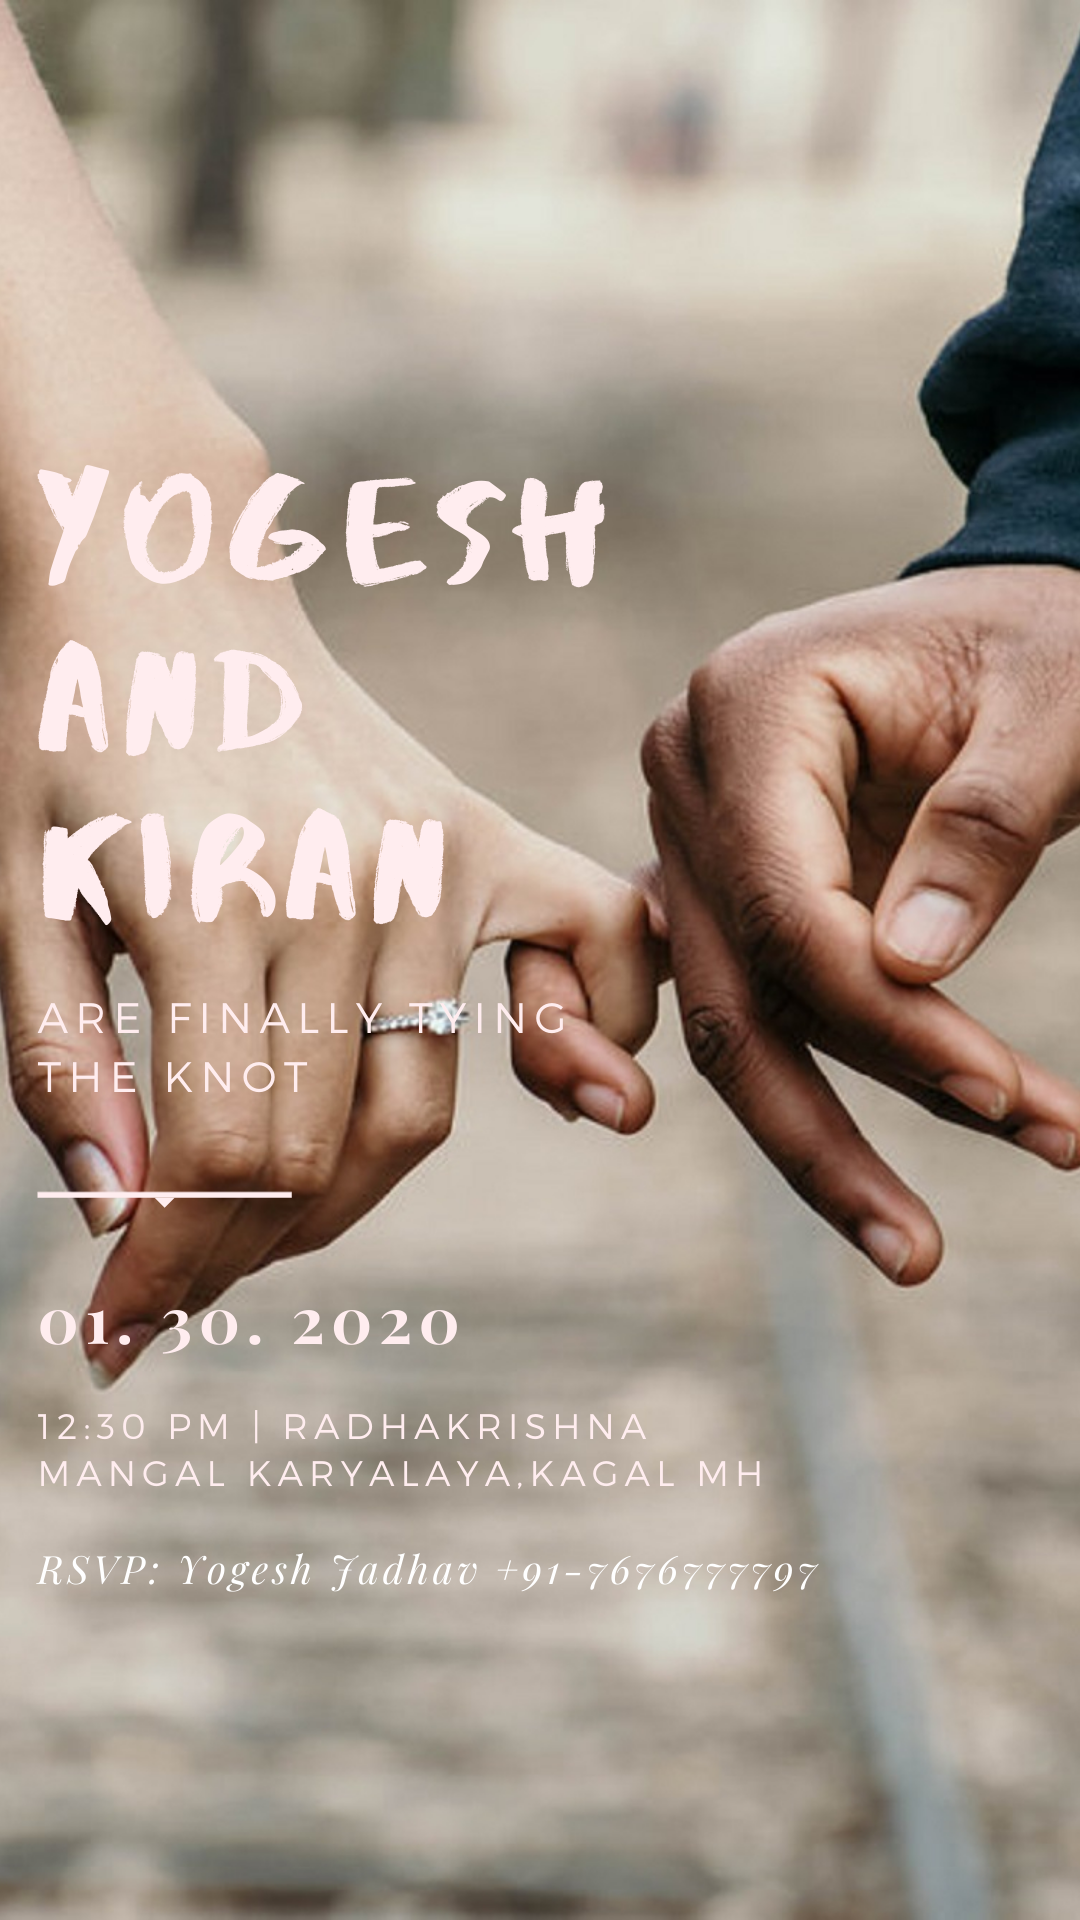 YOGESH
AND
KIRAN
ARE FINALLY TYING
THE KNOT
01. 30. 2020
12:30 PM | RADHAKRISHNA
MANGAL KARYALAYA,KAGAL MH
RSVP: Yogesh Jadhav +91-7676777797